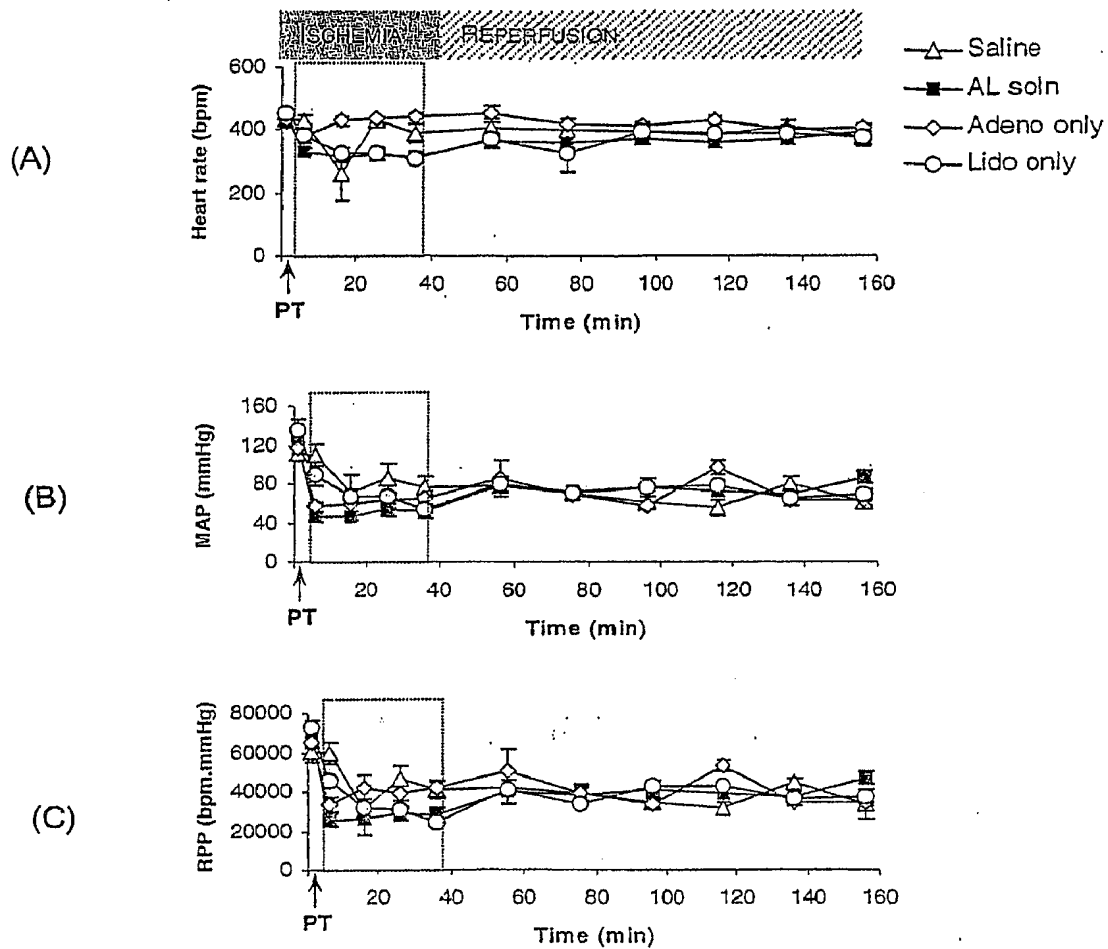 ISCHEMIA
REPERFUSION
Saline
AL soln
Adeno only
Lido only
(A)
Heart rate (bpm)
600
400
200
0
20 40 60 80 100 120 140 160
PT
Time (min)
(B)
MAP (mmHg)
160
120
80
40
0
20 40 60 80 100 120 140 160
PT
Time (min)
(C)
RPP (bpm.mmHg)
80000
60000
40000
20000
0
20 40 60 80 100 120 140 160
PT
Time (min)